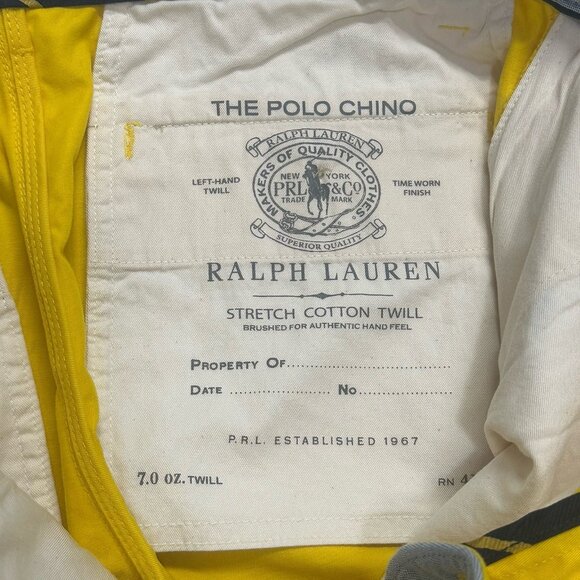 THE POLO CHINO
RALPH LAUREN
MAKERS OF QUALITY CLOTHES
LEFT-HAND TWILL
NEW YORK
PRL &Co
TRADE MARK
TIME WORN FINISH
SUPERIOR QUALITY
RALPH LAUREN
STRETCH COTTON TWILL
BRUSHED FOR AUTHENTIC HAND FEEL
PROPERTY OF
DATE No
P.R.L. ESTABLISHED 1967
7.0 OZ. TWILL RN